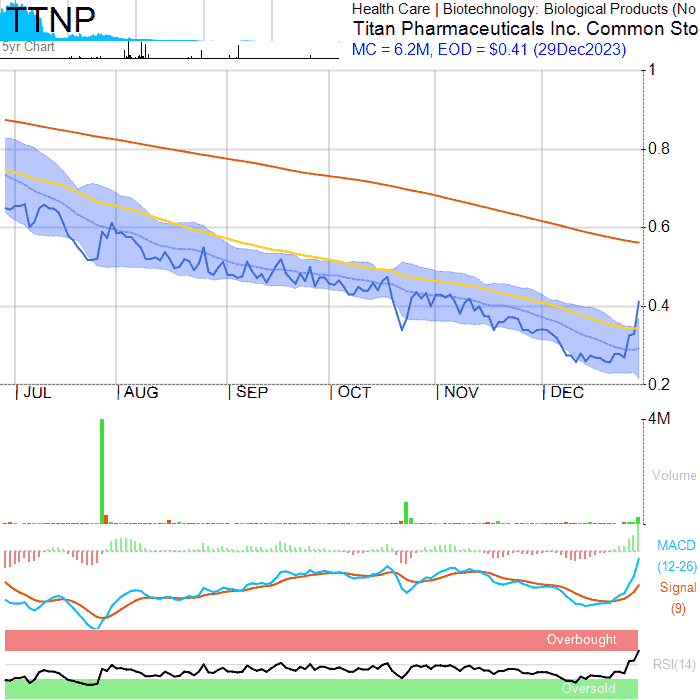 TTNP
5yr Chart
Health Care | Biotechnology: Biological Products (No
Titan Pharmaceuticals Inc. Common Sto
MC = 6.2M, EOD = $0.41 (29Dec2023)
1
0.8
0.6
0.4
0.2
JUL AUG SEP OCT NOV DEC
4M
Volume
MACD
(12-26)
Signal
(9)
Overbought
RSI(14)
Oversold